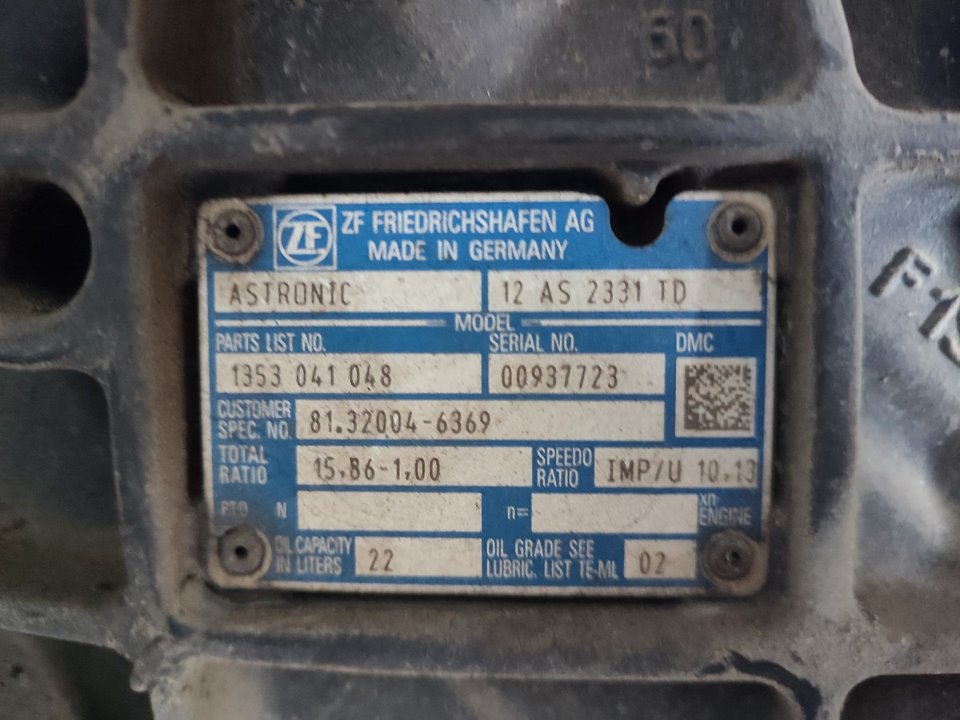 60
ZF
ZF FRIEDRICHSHAFEN AG
MADE IN GERMANY
ASTRONIC 12 AS 2331 TD
MODEL
PARTS LIST NO. SERIAL NO. DMC
1353 041 048 00937723
CUSTOMER
SPEC. NO. 81.32004-6369
TOTAL
RATIO 15,86-1,00 SPEEDO
RATIO IMP/U 10,13
PTO N n= xn
ENGINE
OIL CAPACITY
IN LITERS 22 OIL GRADE SEE
LUBRIC. LIST TE-ML 02